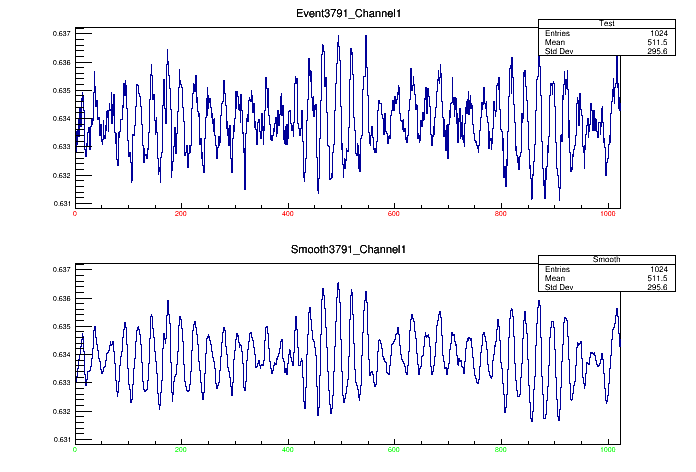 Event3791_Channel1
Test
Entries 1024
Mean 511.5
Std Dev 295.6
0.637
0.636
0.635
0.634
0.633
0.632
0.631
0 200 400 600 800 1000
Smooth3791_Channel1
Smooth
Entries 1024
Mean 511.5
Std Dev 295.6
0.637
0.636
0.635
0.634
0.633
0.632
0.631
0 200 400 600 800 1000